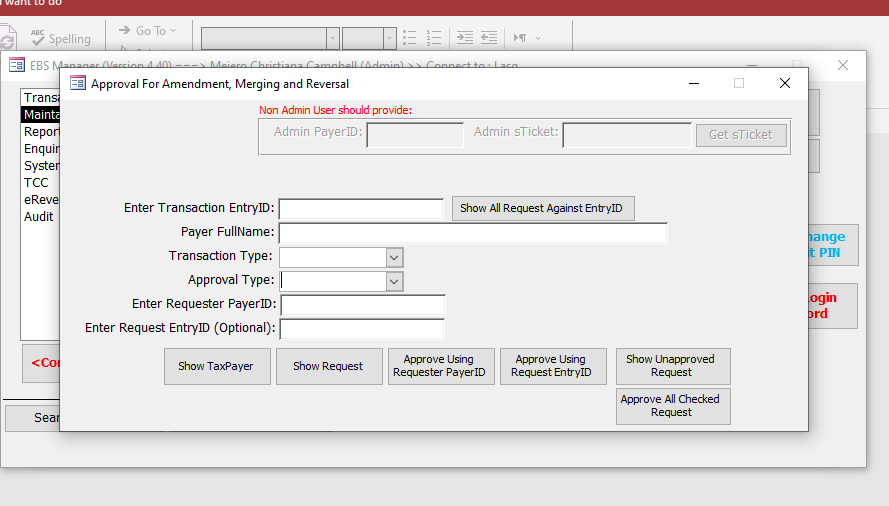 want to do
Go To
ABC
Spelling
EBS Manager (Version 4.40) ===> Mejero Christiana Campbell (Admin) >> Connect to : Lasg
Approval For Amendment, Merging and Reversal
Non Admin User should provide:
Admin PayerID:
Admin sTicket:
Get sTicket
Transa
Mainta
Report
Enquir
System
TCC
eReve
Audit
Enter Transaction EntryID:
Show All Request Against EntryID
Payer FullName:
Transaction Type:
Approval Type:
Enter Requester PayerID:
Enter Request EntryID (Optional):
hange
t PIN
ogin
ord
<Co
Show TaxPayer
Show Request
Approve Using
Requester PayerID
Approve Using
Request EntryID
Show Unapproved
Request
Approve All Checked
Request
Sear